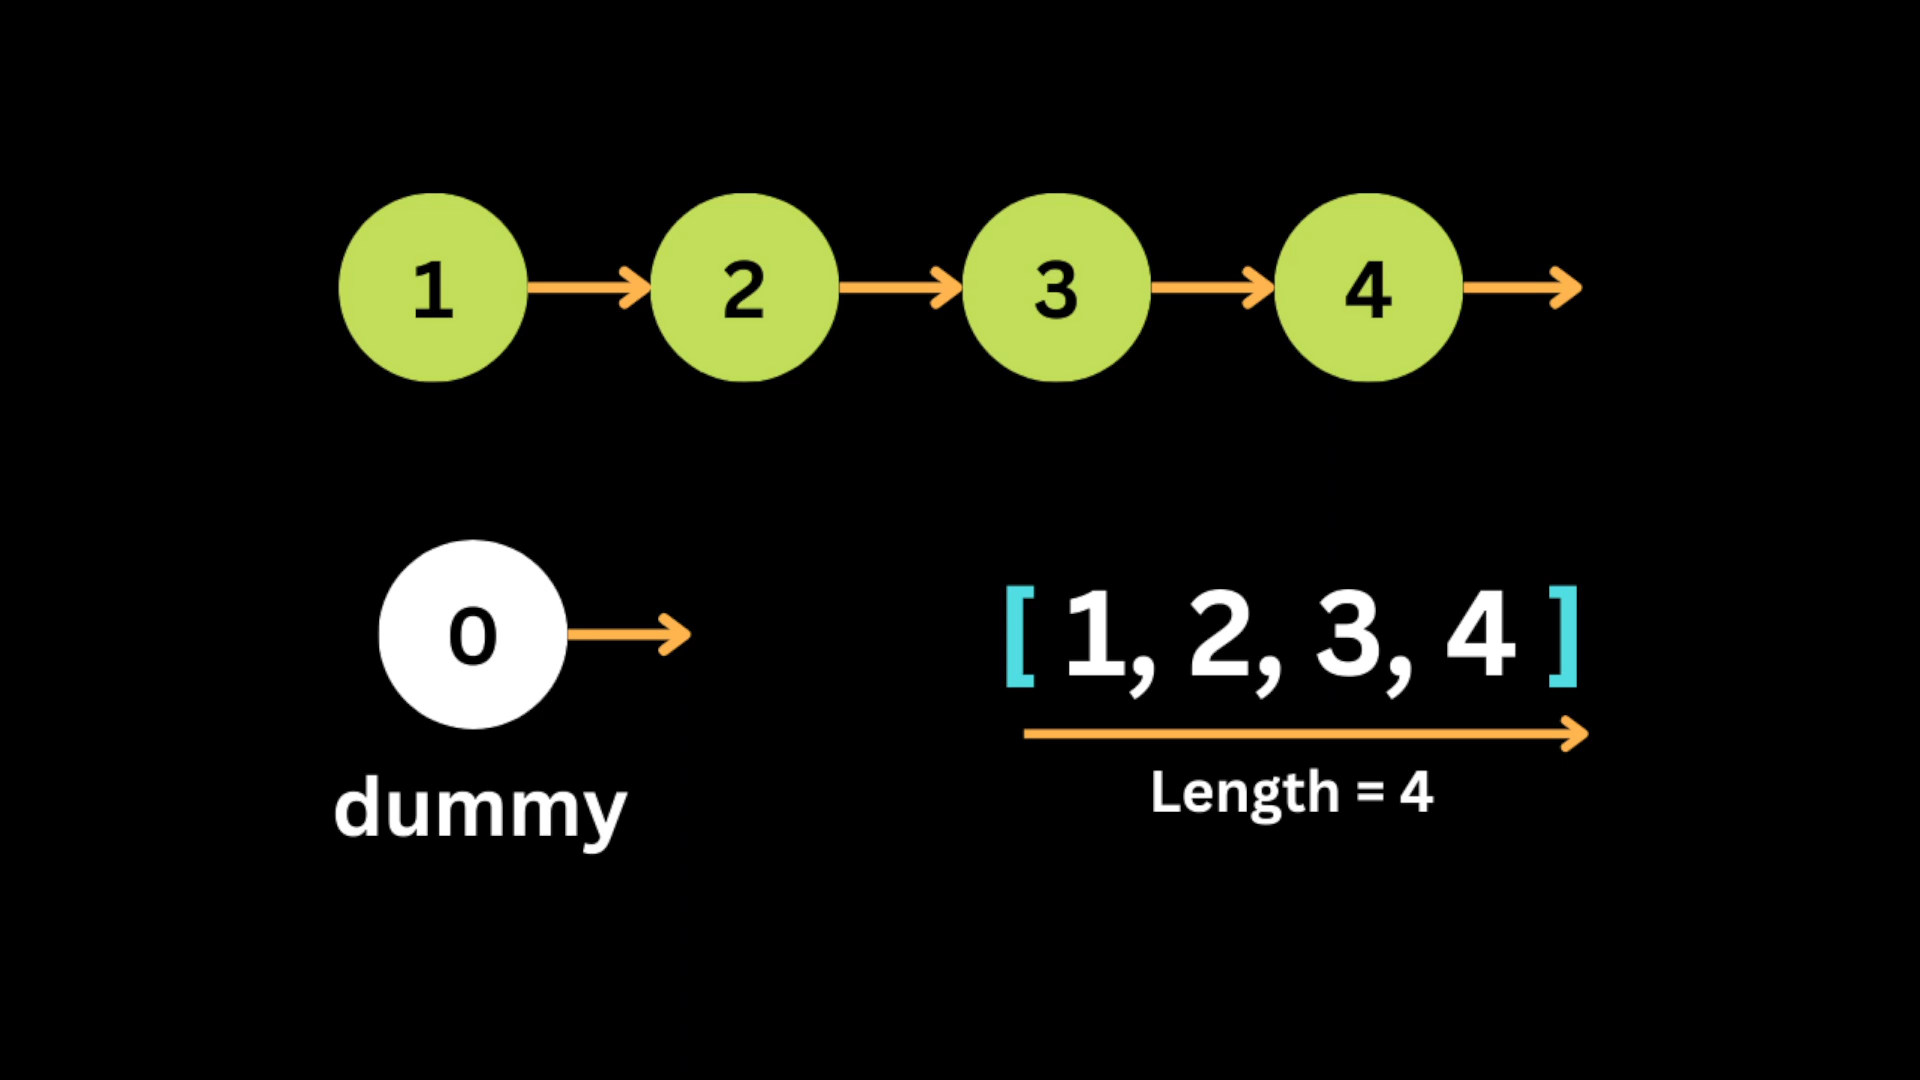 1 2 3 4
0
[ 1, 2, 3, 4 ]
Length = 4
dummy